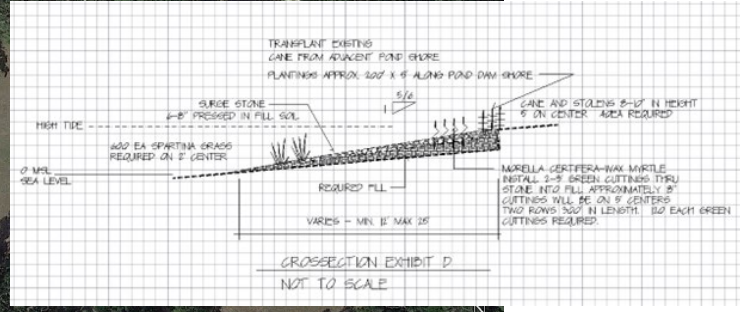 TRANSPLANT EXISTING
CANE FROM ADJACENT POND SHORE
PLANTINGS APPROX. 200' X 5' ALONG POND DAM SHORE
5/6
1
SURGE STONE
6-8" PRESSED IN FILL SOIL
CANE AND STOLENS 8-10" IN HEIGHT
5' ON CENTER REQUIRED
HIGH TIDE
600 EA SPARTINA GRASS
REQUIRED ON 2' CENTER
0 MSL
SEA LEVEL
REQUIRED FILL
MORELLA CERTIFERA-WAX MYRTLE
INSTALL 2-3' GREEN CUTTINGS THRU
STONE INTO FILL APPROXIMATELY 8"
CUTTINGS WILL BE ON 5' CENTERS
TWO ROWS 300' IN LENGTH. 120 EACH GREEN
CUTTINGS REQUIRED.
VARIES - MIN. 12' MAX 25'
CROSSECTION EXHIBIT D
NOT TO SCALE